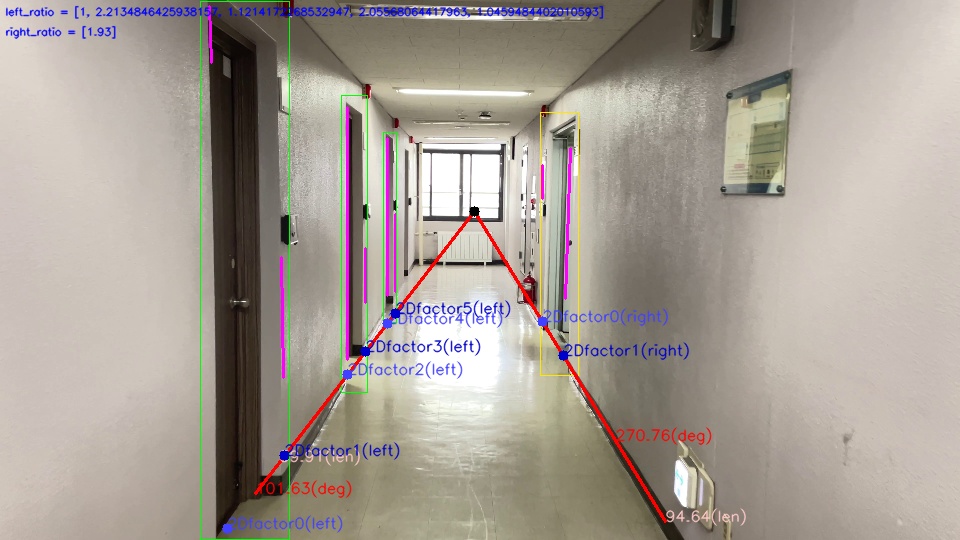 left_ratio = [1, 2.2134846425938157, 1.1214172268532947, 2.05568064417963, 1.0459484402010593]
right_ratio = [1.93]
2Dfactor5(left)
2Dfactor4(left)
2Dfactor0(right)
2Dfactor3(left)
2Dfactor1(right)
2Dfactor2(left)
270.76(deg)
2Dfactor1(left)
101.63(deg)
94.64(len)
2Dfactor0(left)